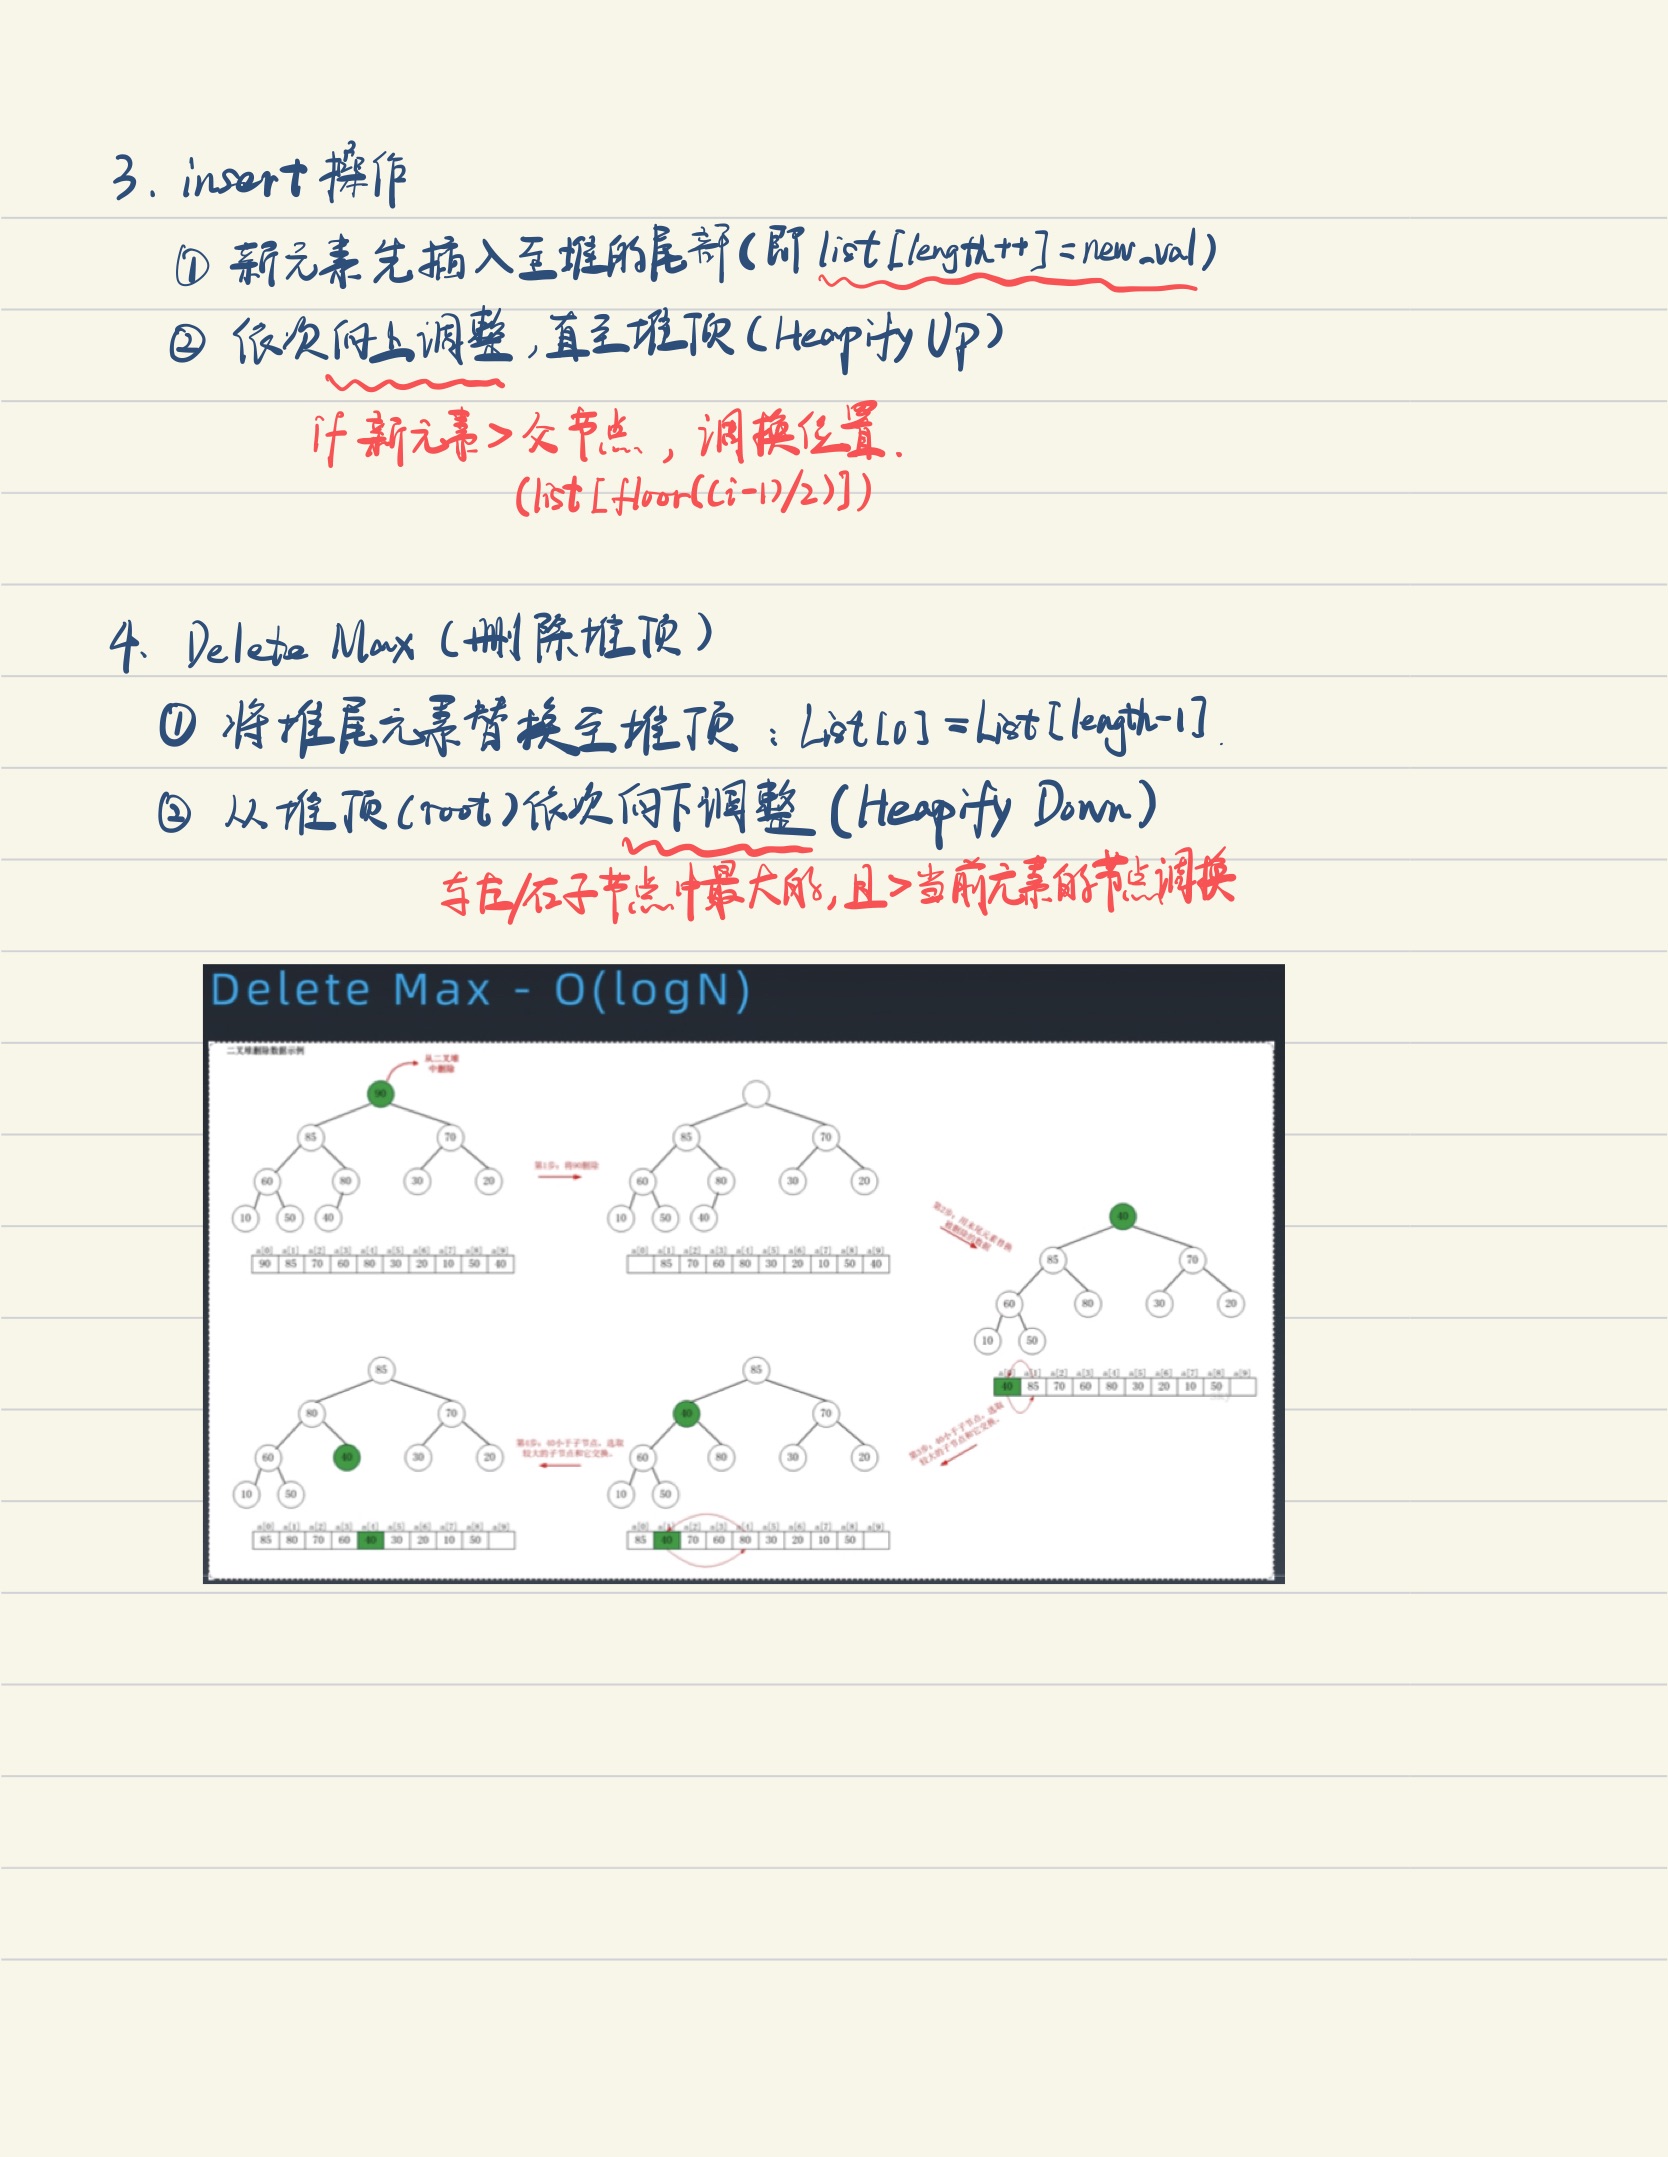 3. insert 操作
① 新元素先插入至堆的尾部(即 list[length++]=new_val)
② 依次向上调整,直至堆顶(Heapify Up)
if 新元素>父节点,调换位置.
(list[floor((i-1)/2)])
4. Delete Max(删除堆顶)
① 将堆尾元素替换至堆顶:List[0]=List[length-1].
② 从堆顶(root)依次向下调整(Heapify Down)
与左/右子节点中最大的,且>当前元素的节点调换
Delete Max - O(logN)
二叉堆删除数据示例
从二叉堆
中删除
90
85 70
60 80 30 20
10 50 40
a[0] a[1] a[2] a[3] a[4] a[5] a[6] a[7] a[8] a[9]
90 85 70 60 80 30 20 10 50 40
第1步:将90删除
85 70
60 80 30 20
10 50 40
a[0] a[1] a[2] a[3] a[4] a[5] a[6] a[7] a[8] a[9]
85 70 60 80 30 20 10 50 40
第2步:用末尾元素替换
被删除的数据
40
85 70
60 80 30 20
10 50
a[0] a[1] a[2] a[3] a[4] a[5] a[6] a[7] a[8] a[9]
40 85 70 60 80 30 20 10 50
第3步:40小于子节点,选取
较大的子节点和它交换.
85
40 70
60 80 30 20
10 50
a[0] a[1] a[2] a[3] a[4] a[5] a[6] a[7] a[8] a[9]
85 40 70 60 80 30 20 10 50
第4步:40小于子节点,选取
较大的子节点和它交换.
85
80 70
60 40 30 20
10 50
a[0] a[1] a[2] a[3] a[4] a[5] a[6] a[7] a[8] a[9]
85 80 70 60 40 30 20 10 50